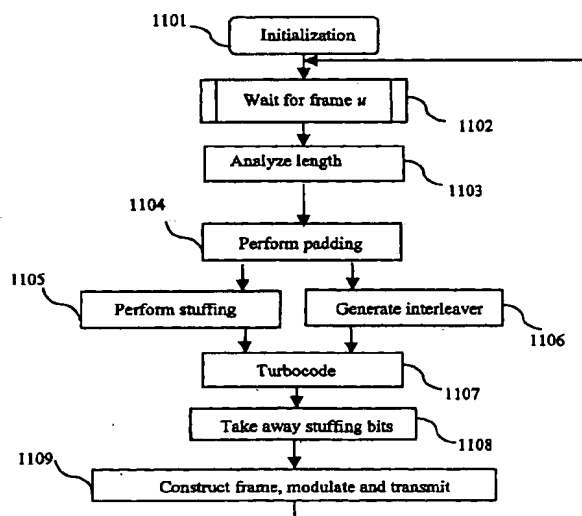 1101
Initialization
Wait for frame u
1102
Analyze length
1103
1104
Perform padding
1105
Perform stuffing
Generate interleaver
1106
Turbocode
1107
Take away stuffing bits
1108
1109
Construct frame, modulate and transmit